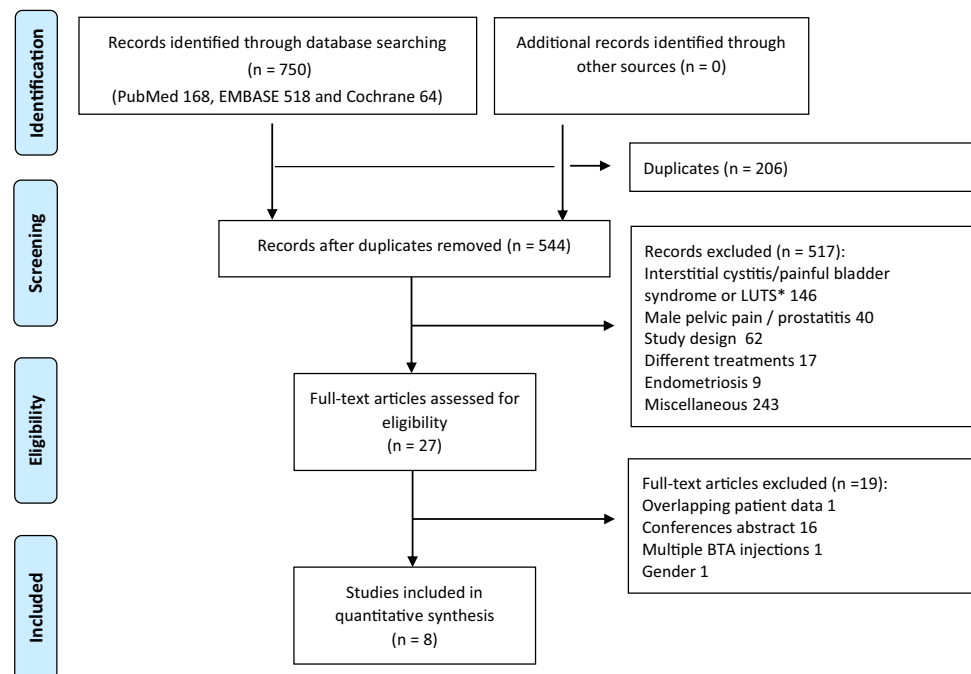 Identification
Records identified through database searching
(n = 750)
(PubMed 168, EMBASE 518 and Cochrane 64)
Additional records identified through
other sources (n = 0)
Duplicates (n = 206)
Screening
Records after duplicates removed (n = 544)
Records excluded (n = 517):
Interstitial cystitis/painful bladder
syndrome or LUTS* 146
Male pelvic pain / prostatitis 40
Study design 62
Different treatments 17
Endometriosis 9
Miscellaneous 243
Eligibility
Full-text articles assessed for
eligibility
(n = 27)
Full-text articles excluded (n =19):
Overlapping patient data 1
Conferences abstract 16
Multiple BTA injections 1
Gender 1
Included
Studies included in
quantitative synthesis
(n = 8)